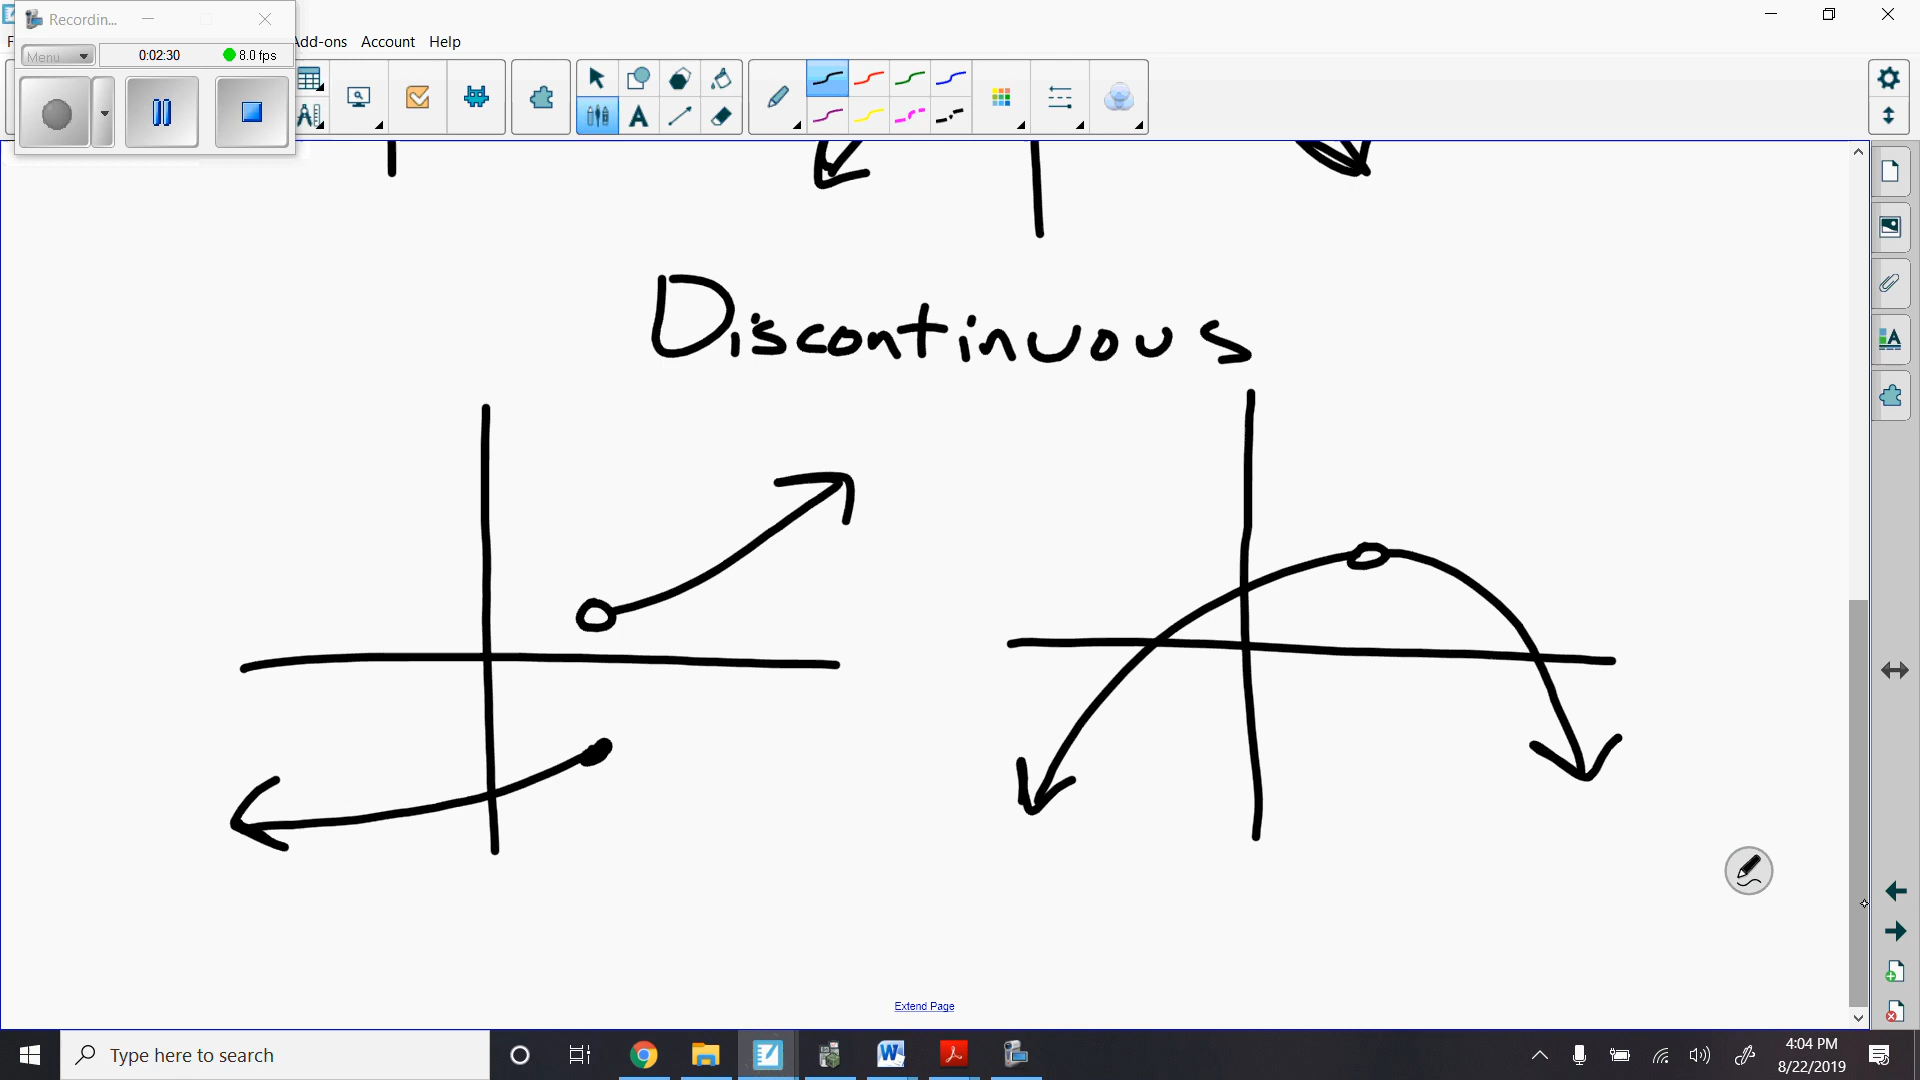 Recordin...
Menu
0:02:30
8.0 fps
Add-ons Account Help
Discontinuous
Extend Page
Type here to search
4:04 PM
8/22/2019